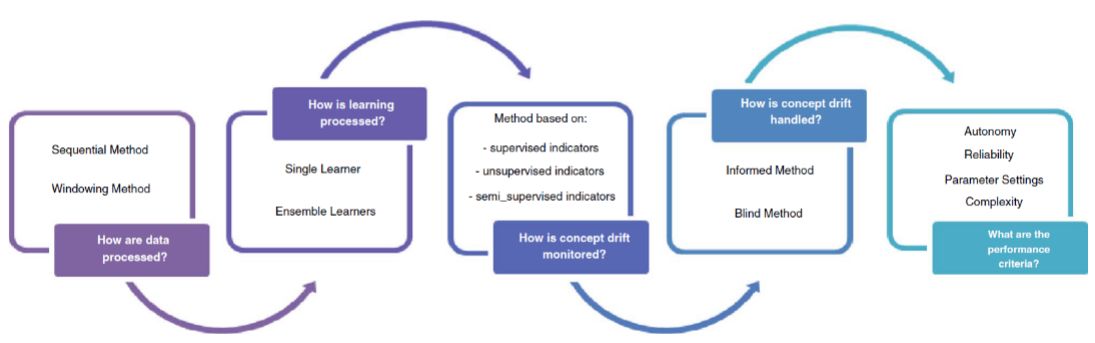 Sequential Method
Windowing Method
How are data
processed?
How is learning
processed?
Single Learner
Ensemble Learners
Method based on:
- supervised indicators
- unsupervised indicators
- semi_supervised indicators
How is concept drift
monitored?
How is concept drift
handled?
Informed Method
Blind Method
Autonomy
Reliability
Parameter Settings
Complexity
What are the
performance
criteria?